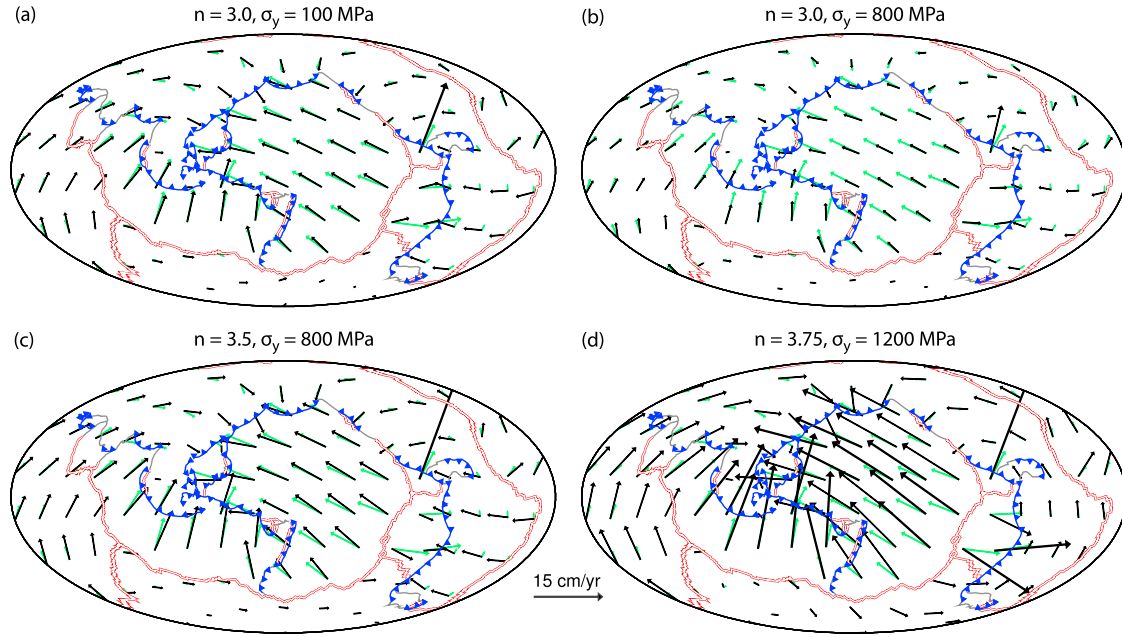 (a)
n = 3.0, σy = 100 MPa
(b)
n = 3.0, σy = 800 MPa
(c)
n = 3.5, σy = 800 MPa
(d)
n = 3.75, σy = 1200 MPa
15 cm/yr